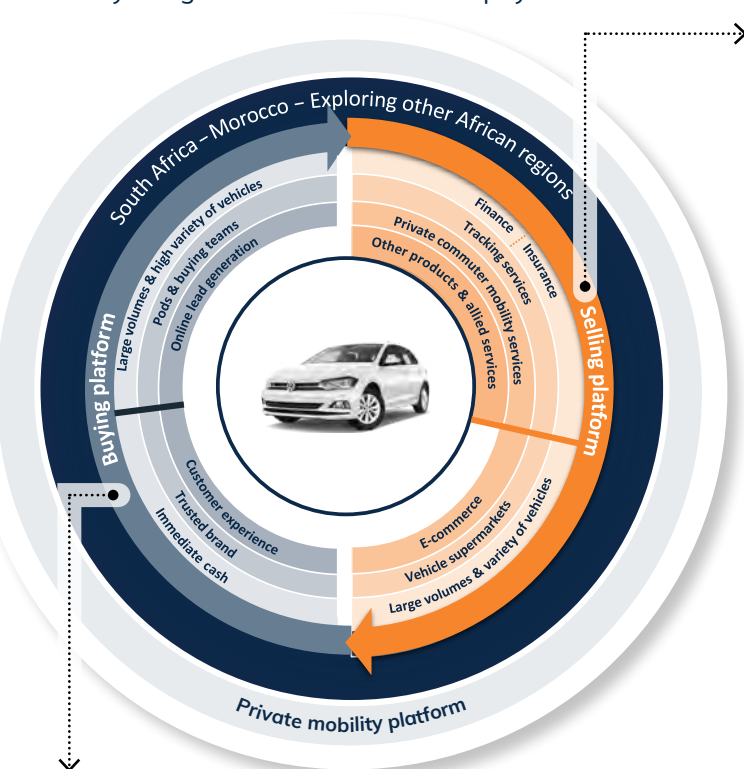 South Africa – Morocco – Exploring other African regions
Buying platform
Large volumes & high variety of vehicles
Pods & buying teams
Online lead generation
Customer experience
Trusted brand
Immediate cash
Finance
Insurance
Tracking services
Private commuter mobility services
Other products & allied services
Selling platform
E-commerce
Vehicle supermarkets
Large volumes & variety of vehicles
Private mobility platform